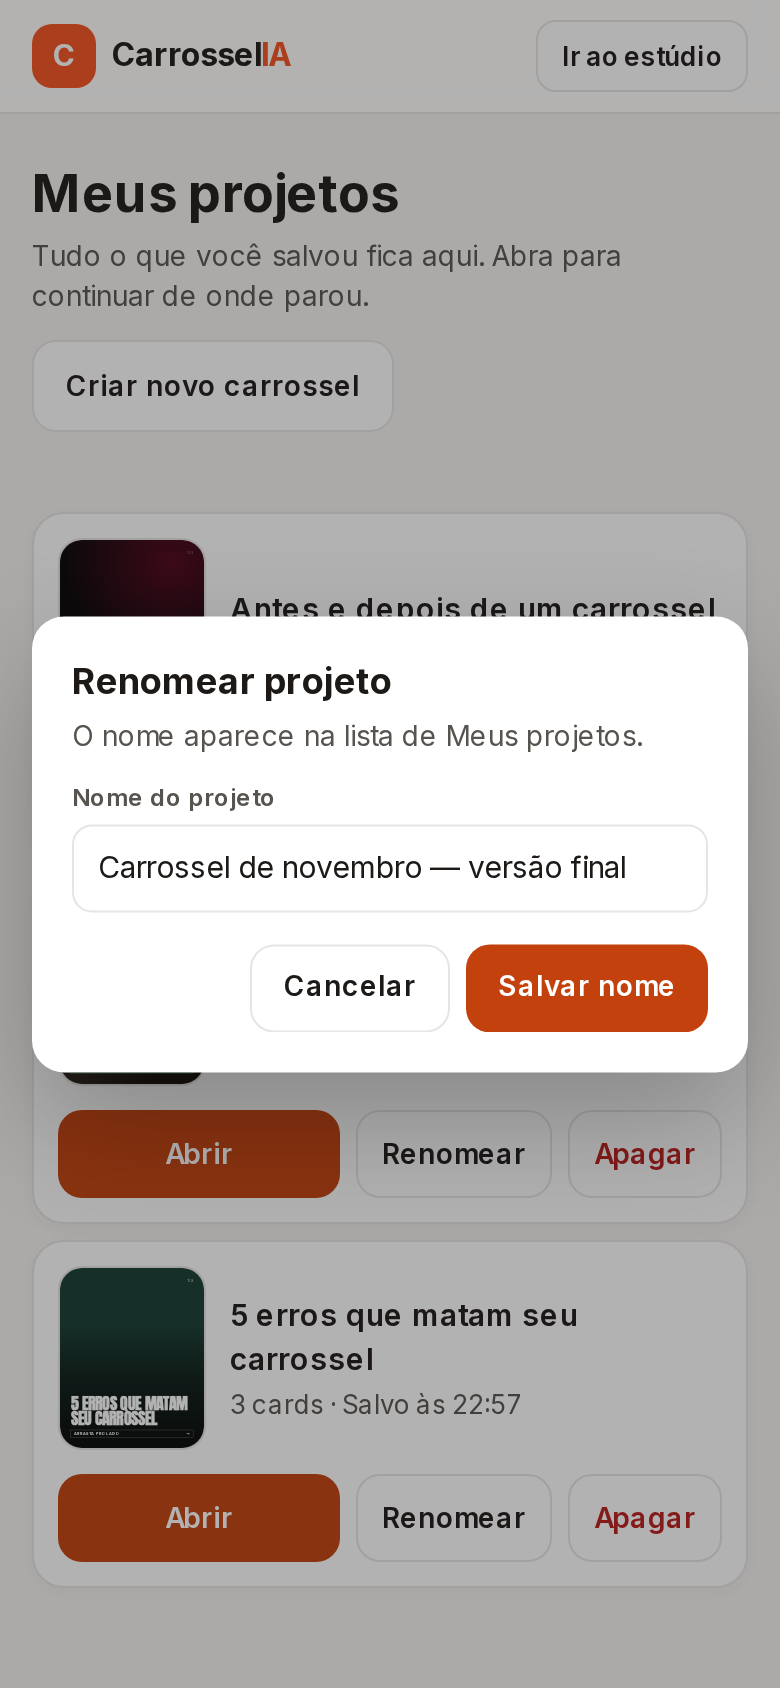 C
CarrosselIA
Ir ao estúdio
Meus projetos
Tudo o que você salvou fica aqui. Abra para
continuar de onde parou.
Criar novo carrossel
Antes e depois de um carrossel
Renomear projeto
O nome aparece na lista de Meus projetos.
Nome do projeto
Carrossel de novembro — versão final
Cancelar
Salvar nome
Abrir
Renomear
Apagar
5 erros que matam seu
carrossel
3 cards · Salvo às 22:57
5 ERROS QUE MATAM
SEU CARROSSEL
ARRASTA PRO LADO
Abrir
Renomear
Apagar